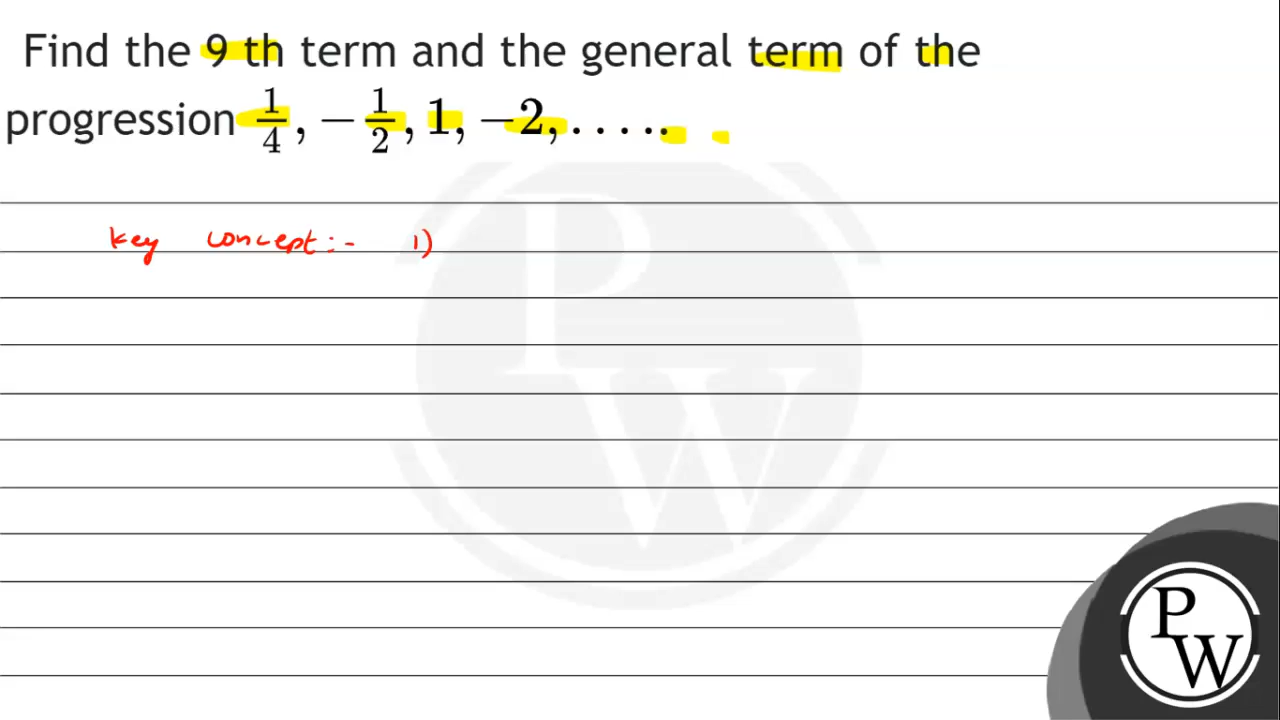 Find the 9 th term and the general term of the
progression 1/4, −1/2, 1, −2, . . . . .
key concept:- 1)
P
W
P
W